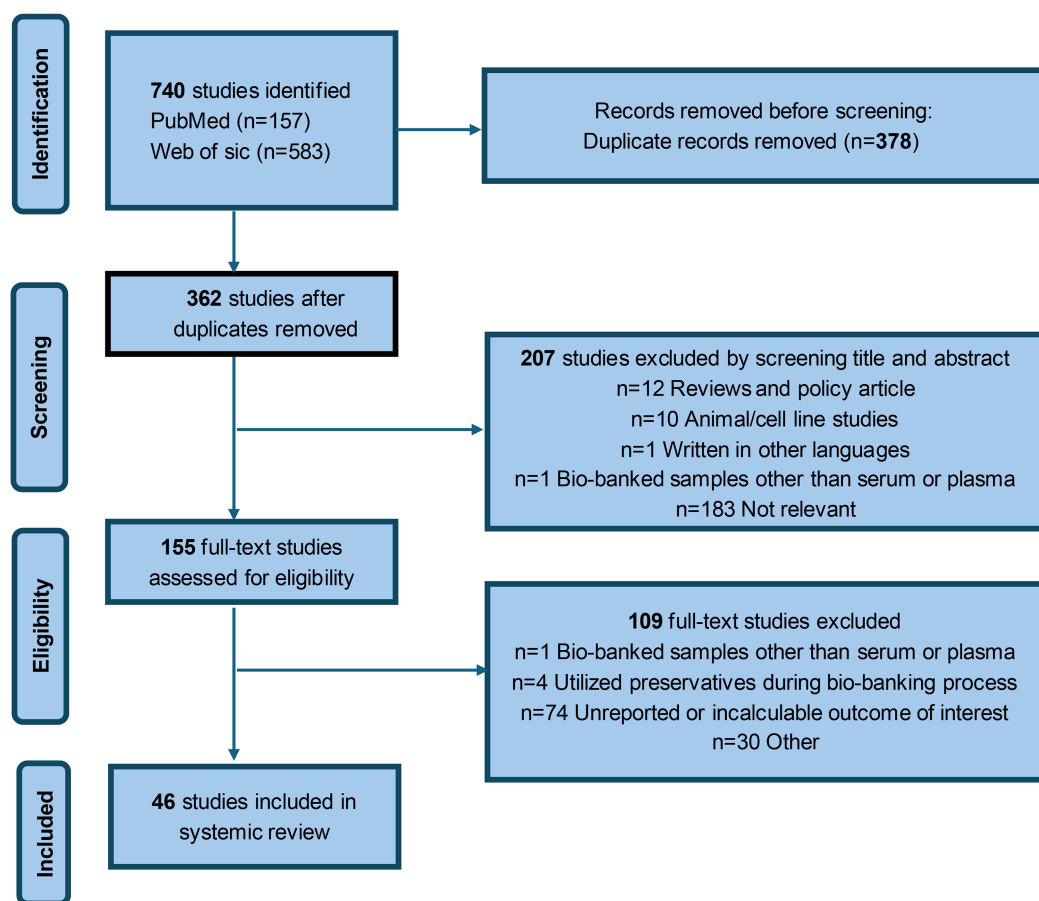 Identification
740 studies identified
PubMed (n=157)
Web of sic (n=583)
Records removed before screening:
Duplicate records removed (n=378)
Screening
362 studies after
duplicates removed
207 studies excluded by screening title and abstract
n=12 Reviews and policy article
n=10 Animal/cell line studies
n=1 Written in other languages
n=1 Bio-banked samples other than serum or plasma
n=183 Not relevant
Eligibility
155 full-text studies
assessed for eligibility
109 full-text studies excluded
n=1 Bio-banked samples other than serum or plasma
n=4 Utilized preservatives during bio-banking process
n=74 Unreported or incalculable outcome of interest
n=30 Other
Included
46 studies included in
systemic review